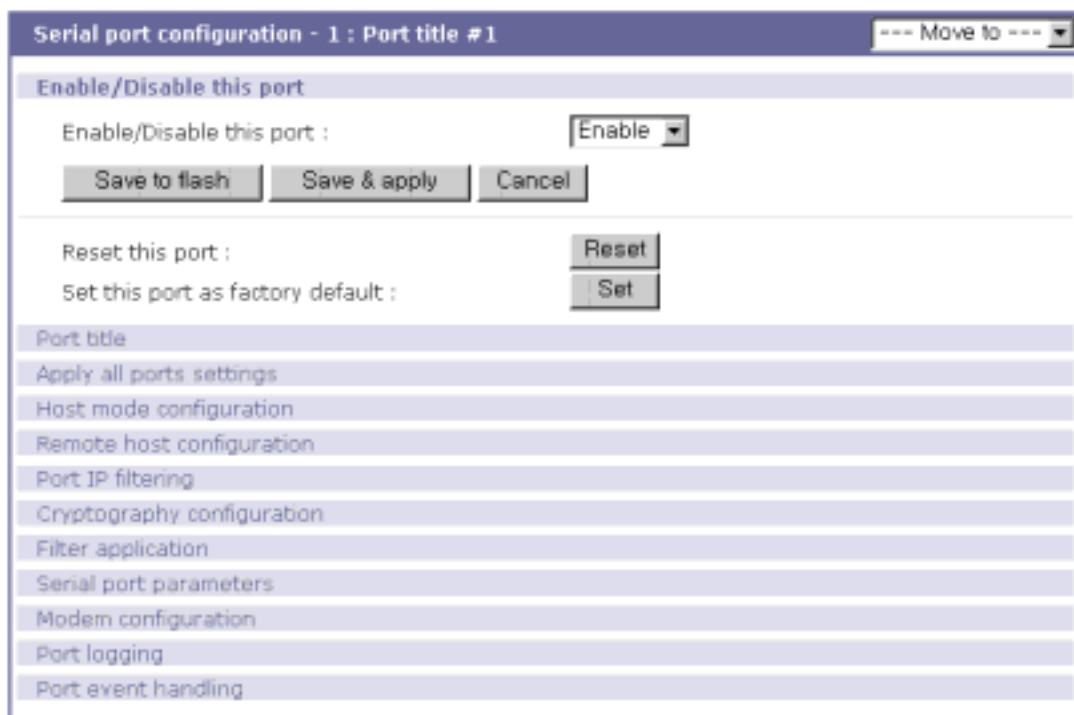 Serial port configuration - 1 : Port title #1 --- Move to ---
Enable/Disable this port
Enable/Disable this port : Enable
Save to flash Save & apply Cancel
Reset this port : Reset
Set this port as factory default : Set
Port title
Apply all ports settings
Host mode configuration
Remote host configuration
Port IP filtering
Cryptography configuration
Filter application
Serial port parameters
Modem configuration
Port logging
Port event handling